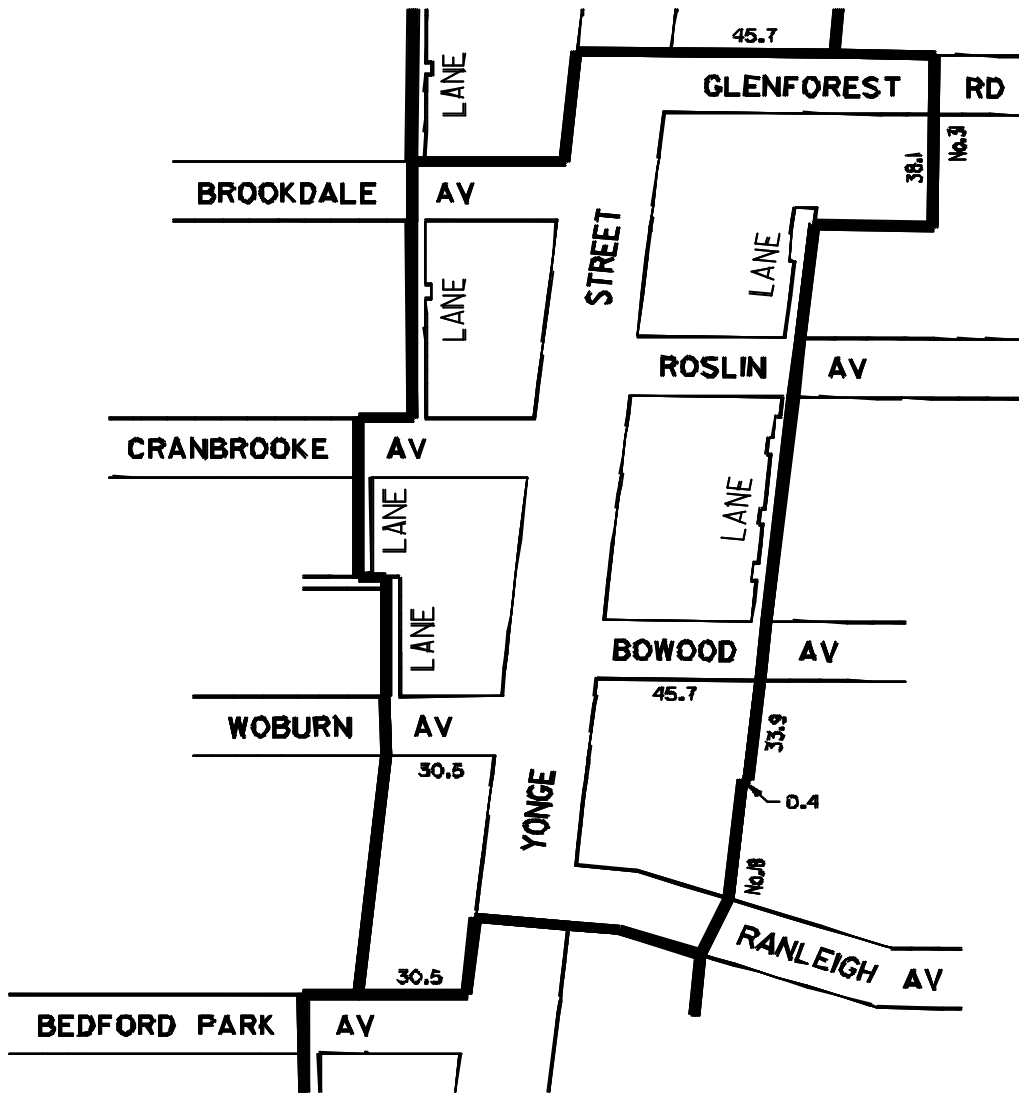 45.7
GLENFOREST RD
LANE
No.31
38.1
BROOKDALE AV
STREET
LANE
LANE
ROSLIN AV
CRANBROOKE AV
LANE
LANE
LANE
BOWOOD AV
45.7
WOBURN AV
33.9
30.5
YONGE
0.4
No.18
RANLEIGH AV
30.5
BEDFORD PARK AV